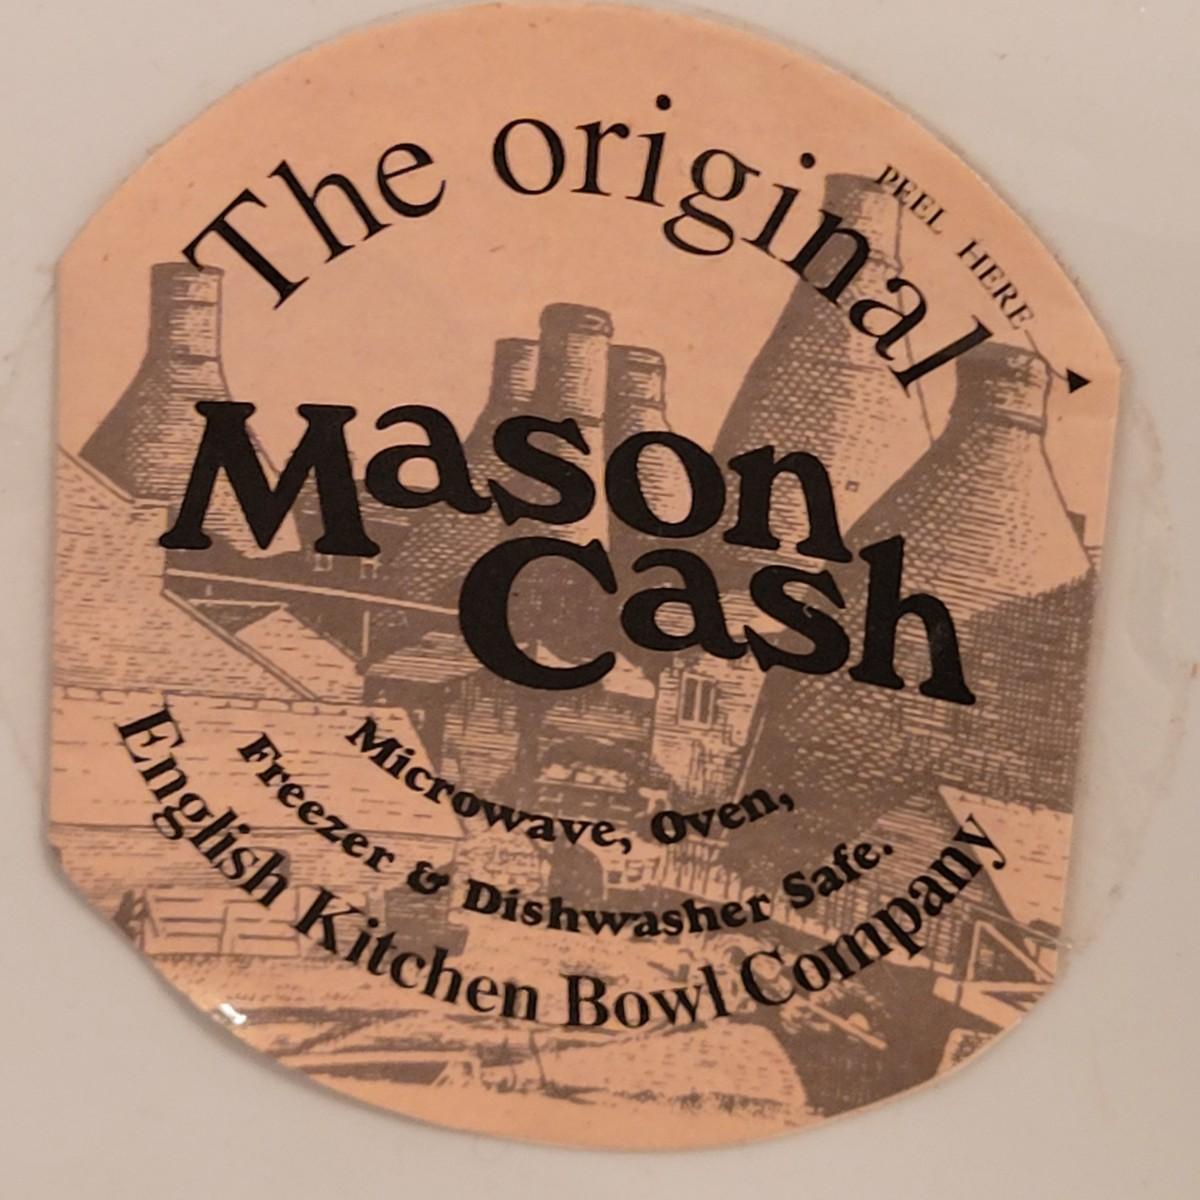 The original
PEEL HERE
Mason
Cash
Microwave, Oven,
Freezer & Dishwasher Safe.
English Kitchen Bowl Company